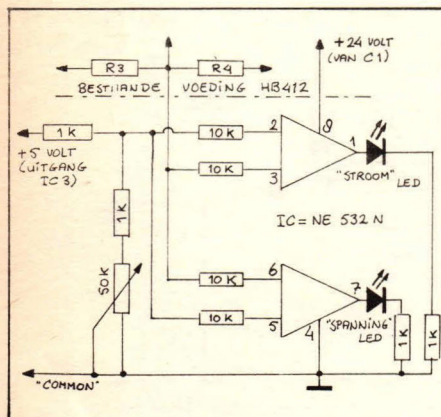 +24 VOLT
(VAN C1)
R3
R4
BESTAANDE VOEDING HB412
1K
10K
2
8
1
+5 VOLT
(UITGANG
IC3)
10K
3
"STROOM"
LED
1K
IC = NE 532 N
50K
10K
6
7
10K
5
4
"SPANNING"
LED
1K
1K
"COMMON"